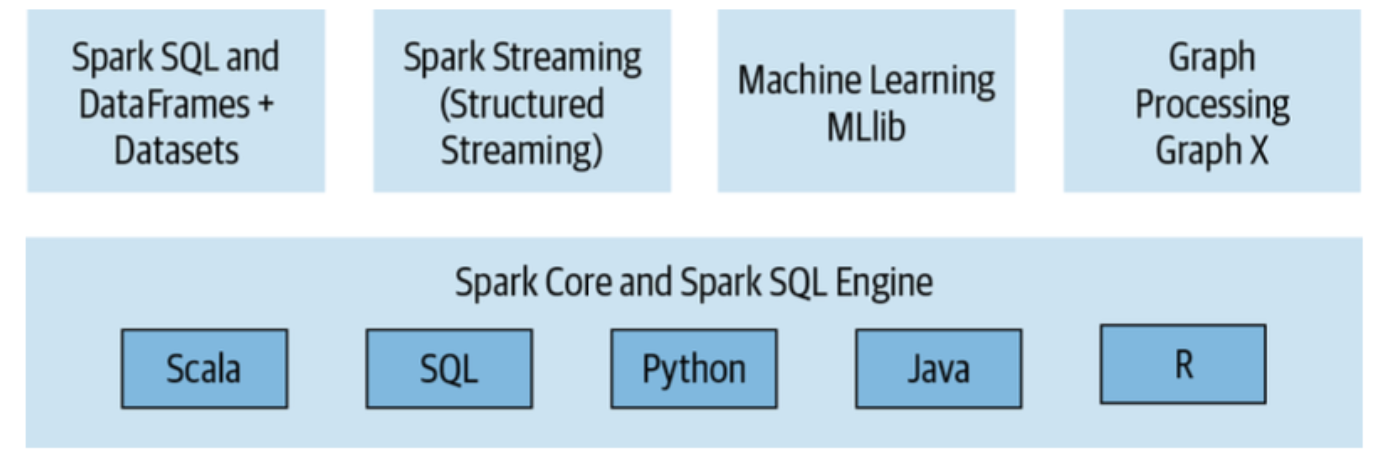 Spark SQL and
DataFrames +
Datasets
Spark Streaming
(Structured
Streaming)
Machine Learning
MLlib
Graph
Processing
Graph X
Spark Core and Spark SQL Engine
Scala
SQL
Python
Java
R